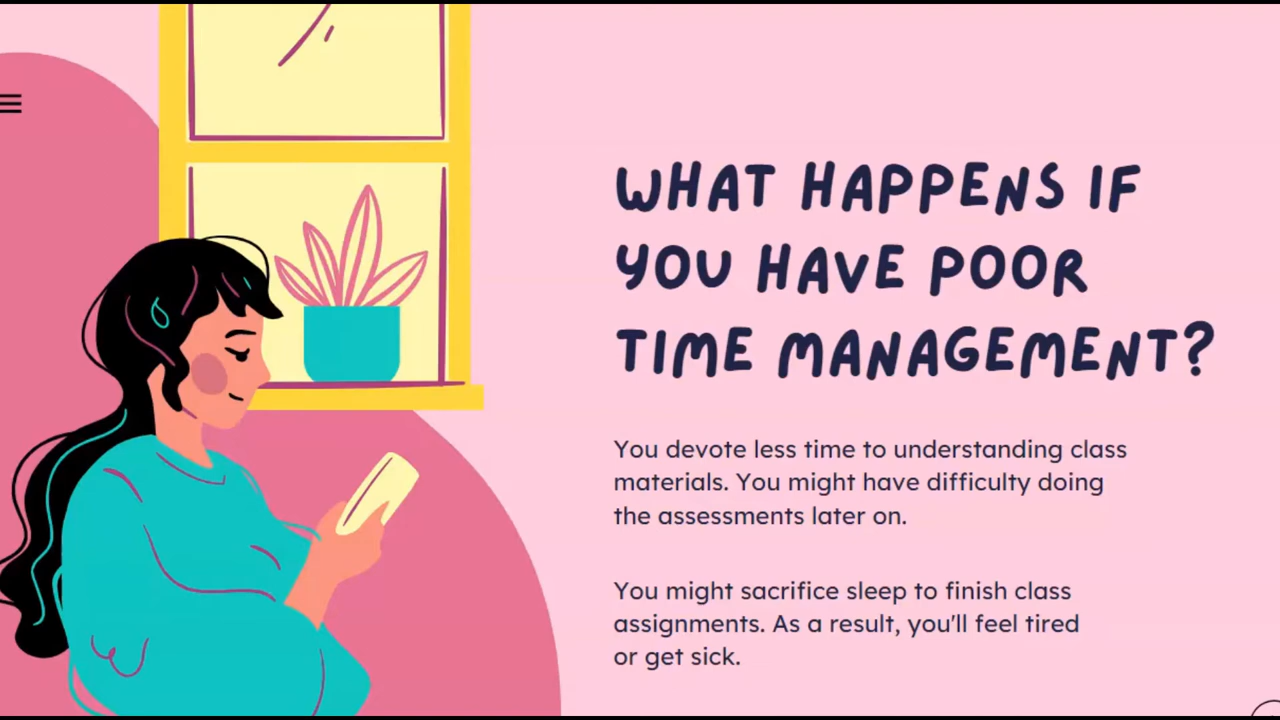 WHAT HAPPENS IF
YOU HAVE POOR
TIME MANAGEMENT?
You devote less time to understanding class
materials. You might have difficulty doing
the assessments later on.
You might sacrifice sleep to finish class
assignments. As a result, you'll feel tired
or get sick.